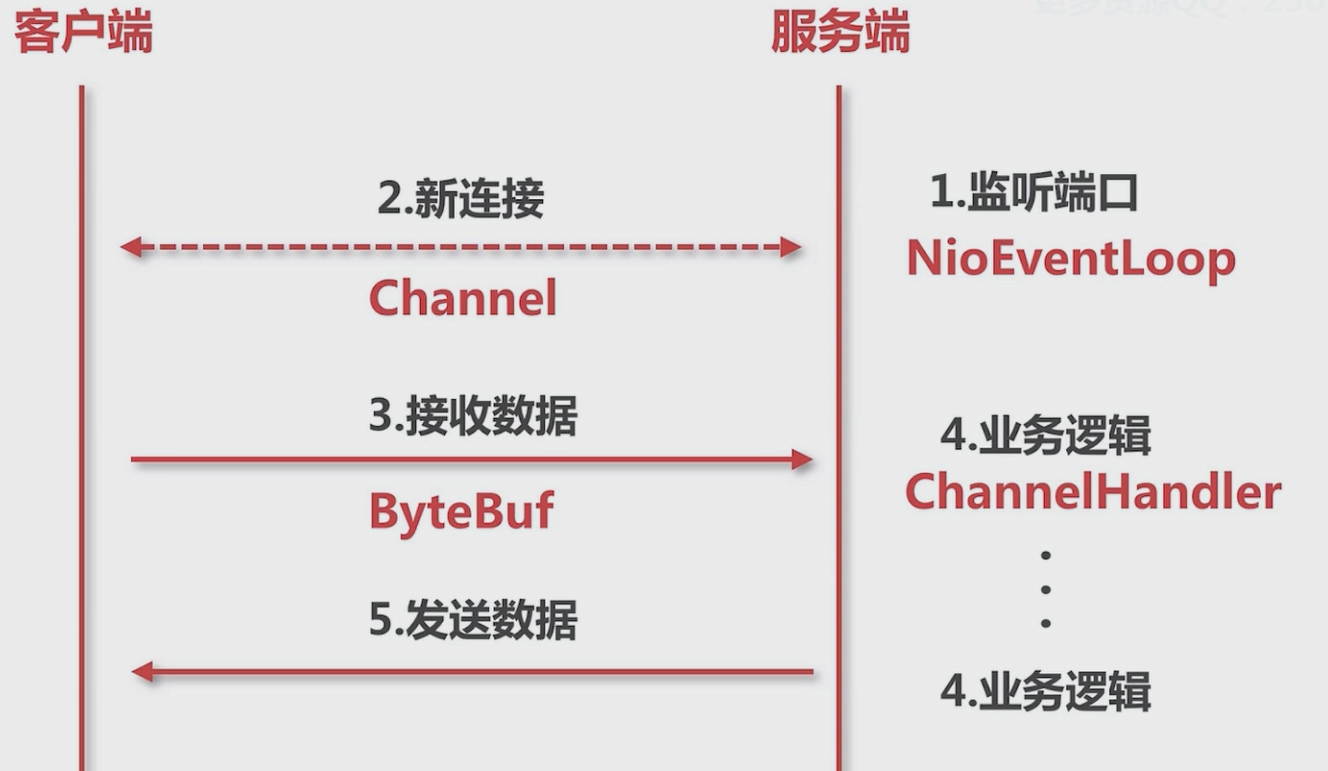 客户端
服务端
2.新连接
1.监听端口
NioEventLoop
Channel
3.接收数据
4.业务逻辑
ChannelHandler
ByteBuf
5.发送数据
4.业务逻辑